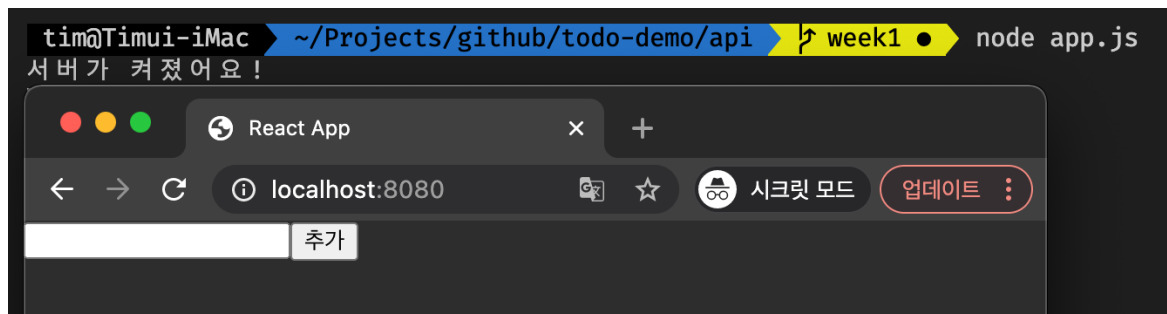 tim@Timui-iMac ~/Projects/github/todo-demo/api week1 ● node app.js
서버가 켜졌어요!
React App
localhost:8080 시크릿 모드 업데이트
추가